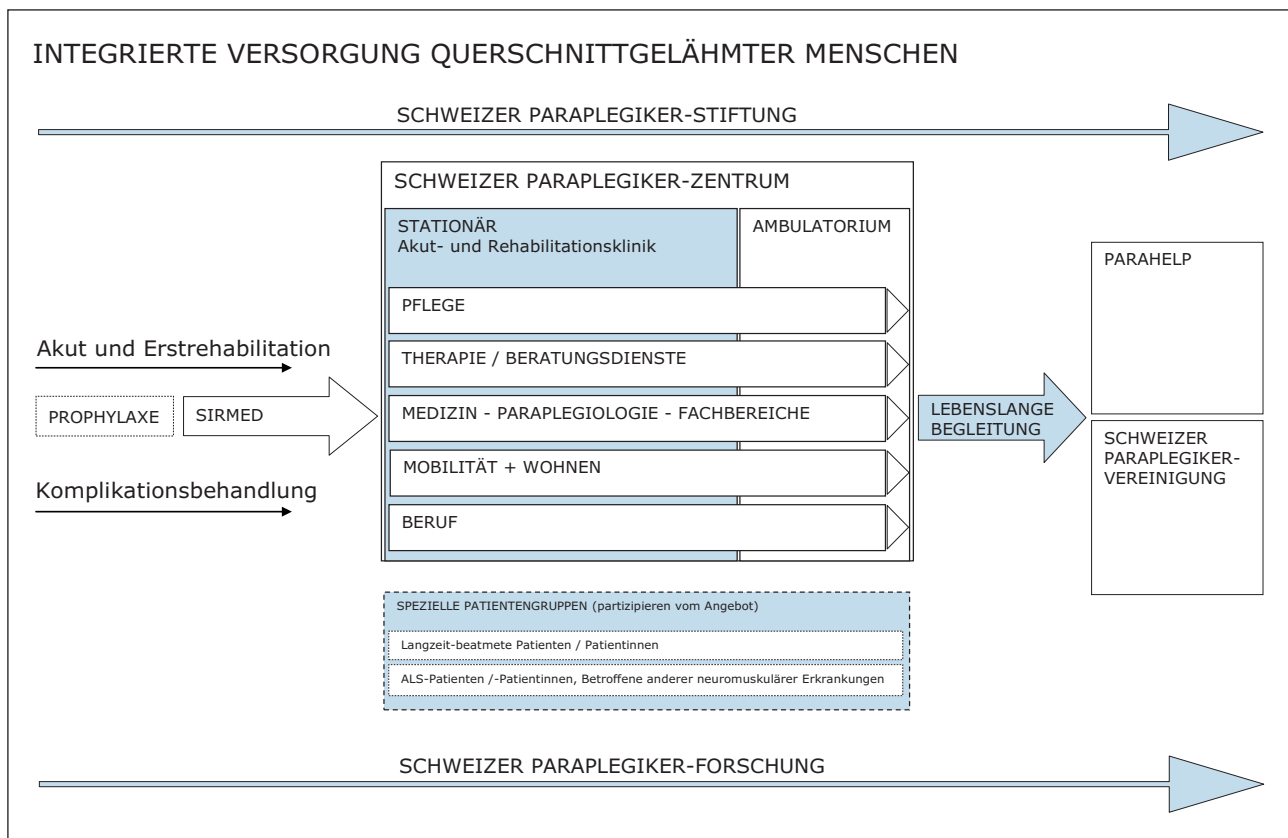 INTEGRIERTE VERSORGUNG QUERSCHNITTGELÄHMTER MENSCHEN
SCHWEIZER PARAPLEGIKER-STIFTUNG
SCHWEIZER PARAPLEGIKER-ZENTRUM
STATIONÄR
Akut- und Rehabilitationsklinik
AMBULATORIUM
PFLEGE
THERAPIE / BERATUNGSDIENSTE
MEDIZIN - PARAPLEGIOLOGIE - FACHBEREICHE
MOBILITÄT + WOHNEN
BERUF
Akut und Erstrehabilitation
PROPHYLAXE
SIRMED
Komplikationsbehandlung
LEBENSLANGE
BEGLEITUNG
PARAHELP
SCHWEIZER
PARAPLEGIKER-
VEREINIGUNG
SPEZIELLE PATIENTENGRUPPEN (partizipieren vom Angebot)
Langzeit-beatmete Patienten / Patientinnen
ALS-Patienten /-Patientinnen, Betroffene anderer neuromuskulärer Erkrankungen
SCHWEIZER PARAPLEGIKER-FORSCHUNG